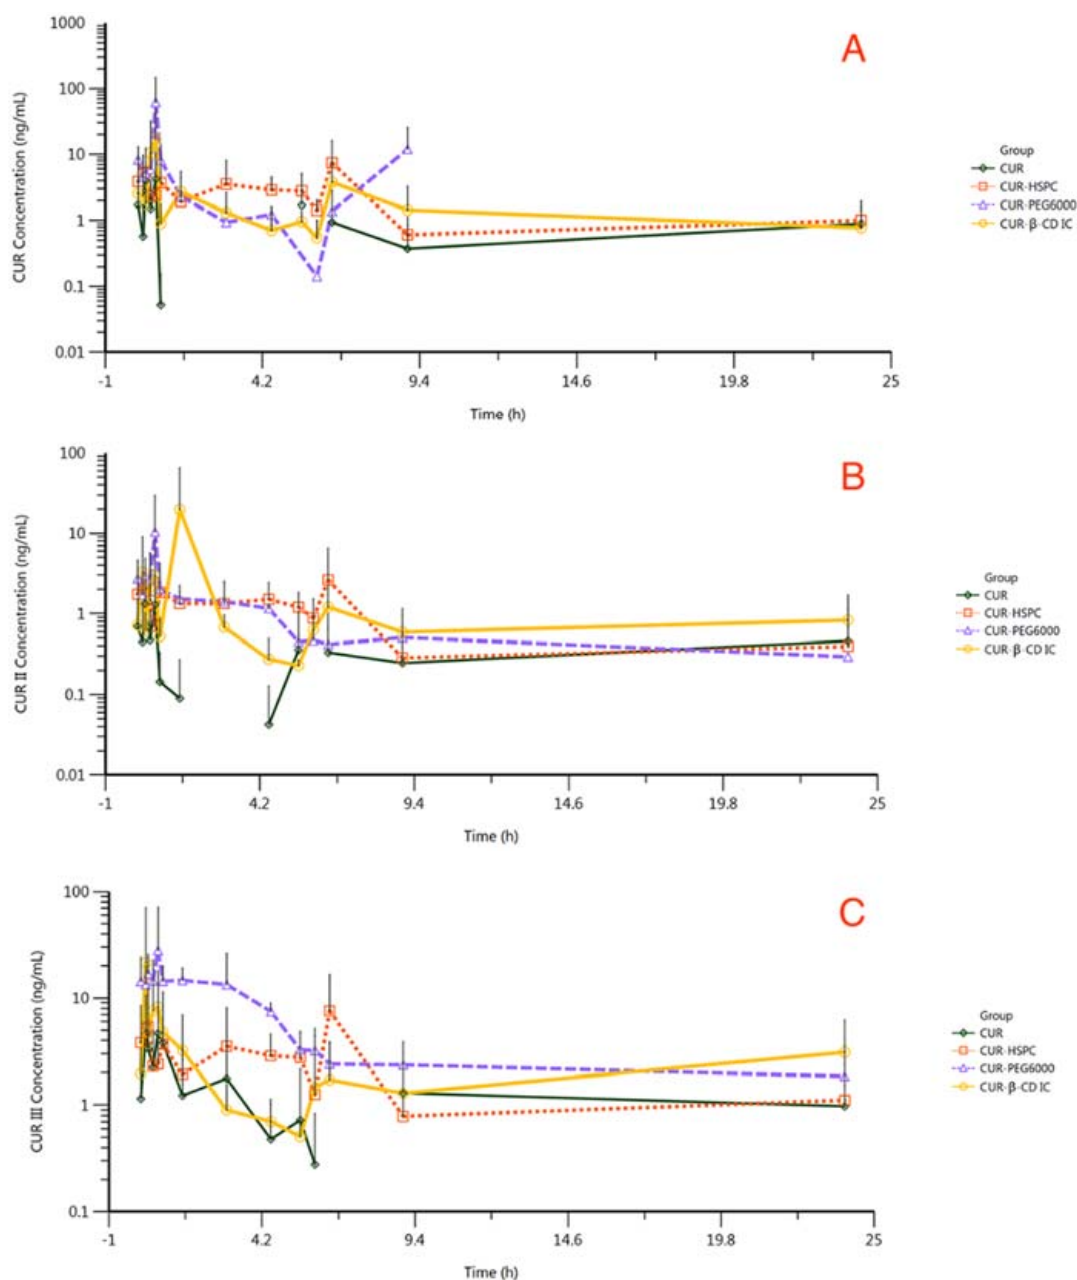 A
1000
100
10
1
0.1
0.01
-1
4.2
9.4
14.6
19.8
25
CUR Concentration (ng/mL)
Time (h)
Group
CUR
CUR-HSPC
CUR-PEG6000
CUR-β-CD IC
B
100
10
1
0.1
0.01
-1
4.2
9.4
14.6
19.8
25
CUR II Concentration (ng/mL)
Time (h)
Group
CUR
CUR-HSPC
CUR-PEG6000
CUR-β-CD IC
C
100
10
1
0.1
-1
4.2
9.4
14.6
19.8
25
CUR III Concentration (ng/mL)
Time (h)
Group
CUR
CUR-HSPC
CUR-PEG6000
CUR-β-CD IC